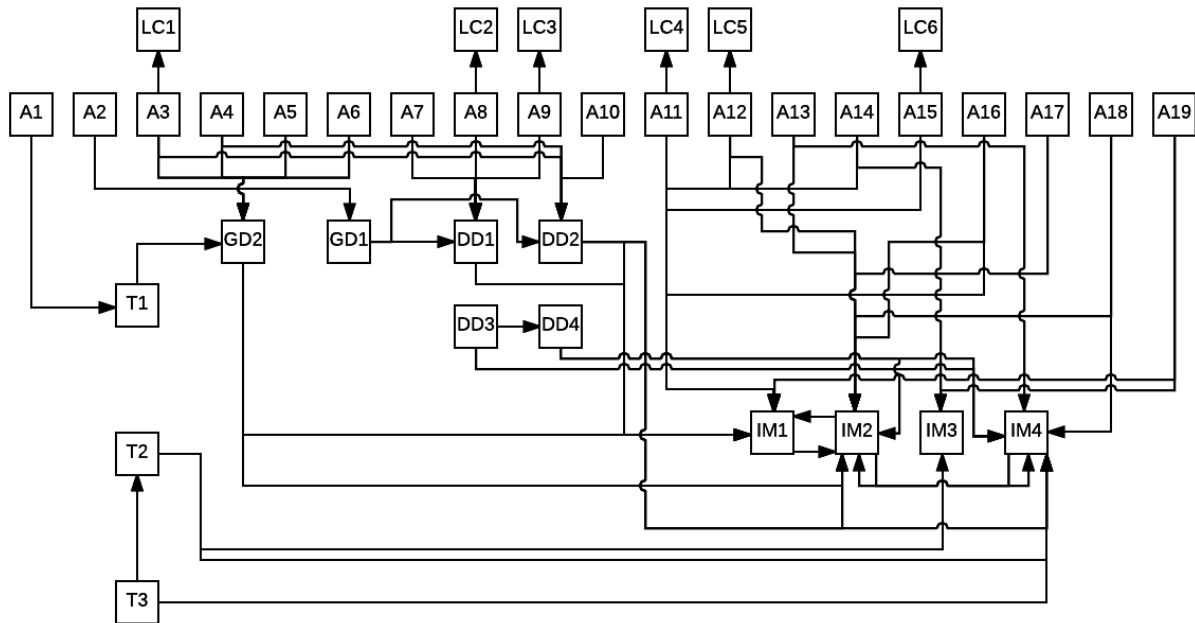 LC1 LC2 LC3 LC4 LC5 LC6
A1 A2 A3 A4 A5 A6 A7 A8 A9 A10 A11 A12 A13 A14 A15 A16 A17 A18 A19
GD2 GD1 DD1 DD2
T1
DD3 DD4
IM1 IM2 IM3 IM4
T2
T3